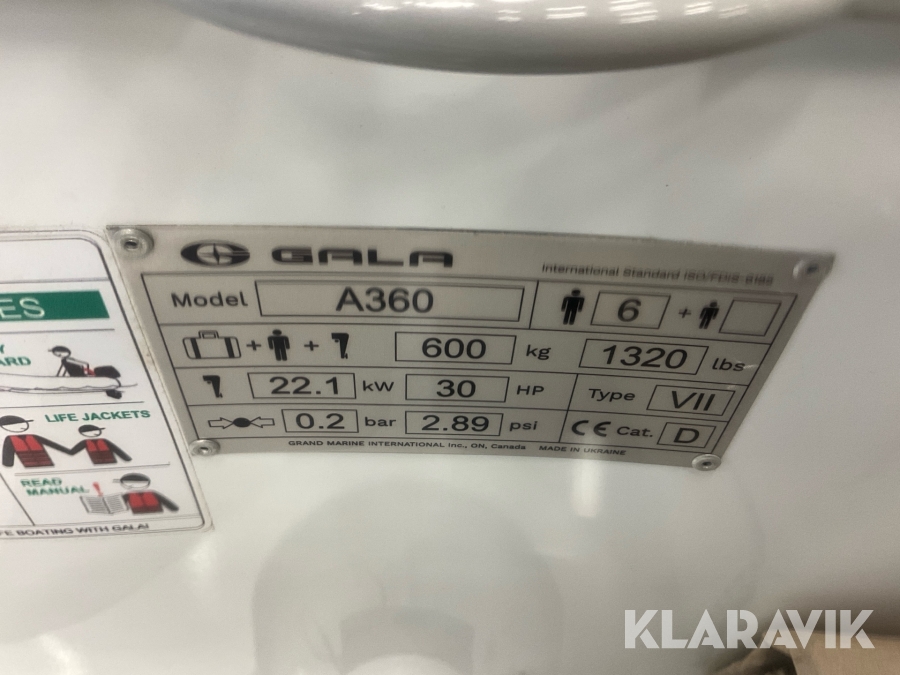 GALA
International Standard ISO/FDIS-6185
Model A360 6 +
+ + 600 kg 1320 lbs
22.1 kW 30 HP Type VII
0.2 bar 2.89 psi CE Cat. D
GRAND MARINE INTERNATIONAL Inc., ON, Canada MADE IN UKRAINE
ES
Y
ARD
LIFE JACKETS
READ
MANUAL !
FE BOATING WITH GALA!
KLARAVIK